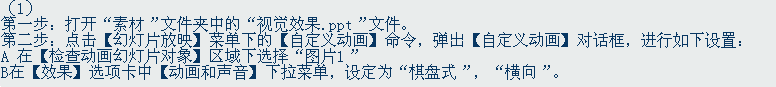 （1）
第一步：打开“素材”文件夹中的“视觉效果.ppt”文件。
第二步：点击【幻灯片放映】菜单下的【自定义动画】命令，弹出【自定义动画】对话框，进行如下设置：
A 在【检查动画幻灯片对象】区域下选择“图片1”
B在【效果】选项卡中【动画和声音】下拉菜单，设定为“棋盘式”，“横向”。